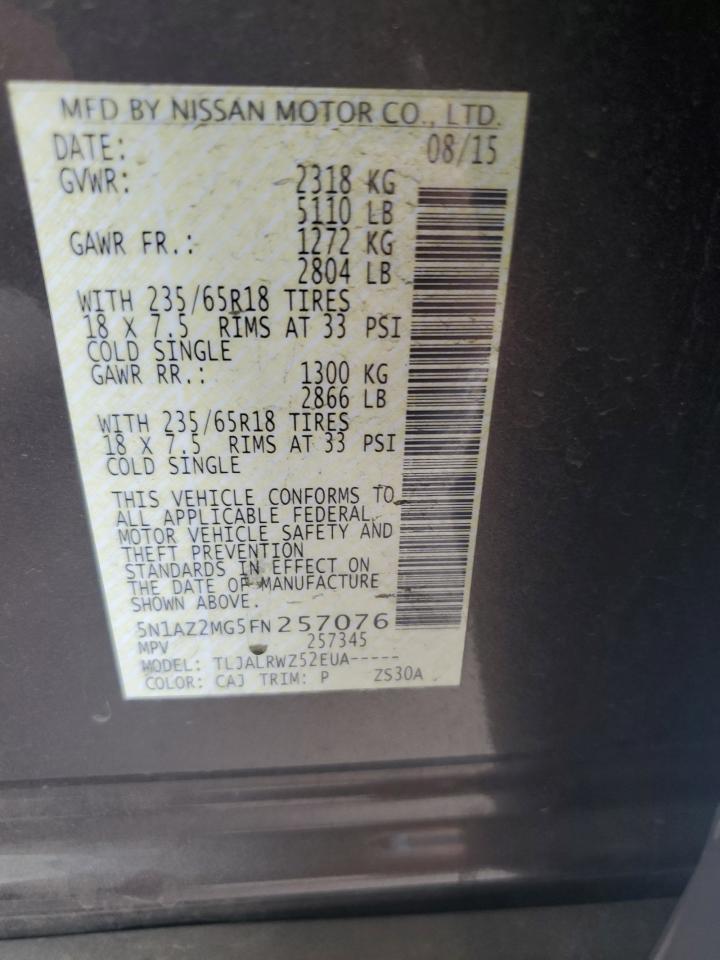 MFD BY NISSAN MOTOR CO., LTD.
DATE: 08/15
GVWR: 2318 KG
5110 LB
GAWR FR.: 1272 KG
2804 LB
WITH 235/65R18 TIRES
18 X 7.5 RIMS AT 33 PSI
COLD SINGLE
GAWR RR.: 1300 KG
2866 LB
WITH 235/65R18 TIRES
18 X 7.5 RIMS AT 33 PSI
COLD SINGLE
THIS VEHICLE CONFORMS TO
ALL APPLICABLE FEDERAL
MOTOR VEHICLE SAFETY AND
THEFT PREVENTION
STANDARDS IN EFFECT ON
THE DATE OF MANUFACTURE
SHOWN ABOVE.
5N1AZ2MG5FN257076
MPV 257345
MODEL: TLJALRWZ52EUA-----
COLOR: CAJ TRIM: P ZS30A